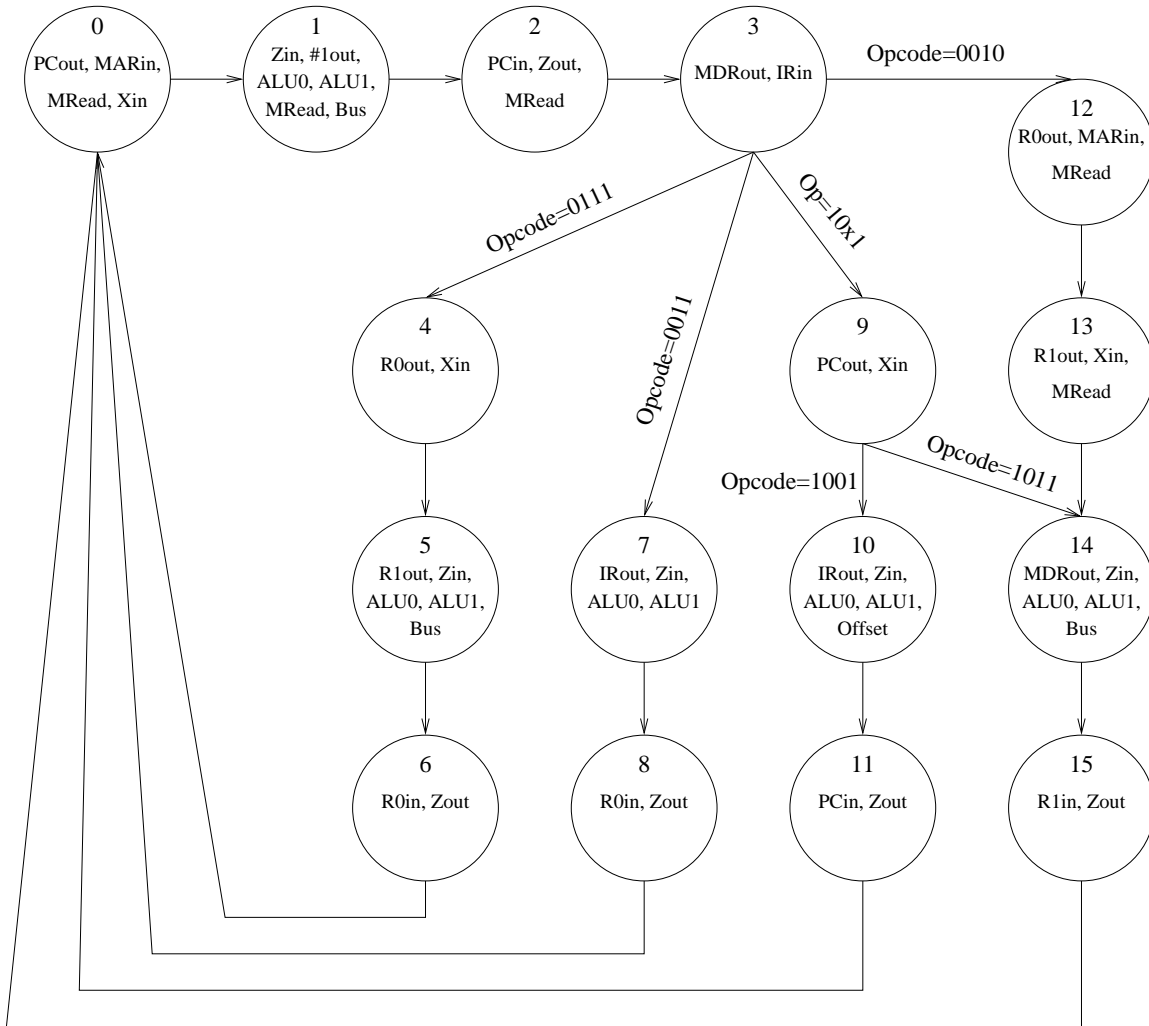 0
PCout, MARin,
MRead, Xin
1
Zin, #1out,
ALU0, ALU1,
MRead, Bus
2
PCin, Zout,
MRead
3
MDRout, IRin
Opcode=0010
12
R0out, MARin,
MRead
Opcode=0111
Opcode=0011
Op=10x1
4
R0out, Xin
9
PCout, Xin
13
R1out, Xin,
MRead
Opcode=1001
Opcode=1011
5
R1out, Zin,
ALU0, ALU1,
Bus
7
IRout, Zin,
ALU0, ALU1
10
IRout, Zin,
ALU0, ALU1,
Offset
14
MDRout, Zin,
ALU0, ALU1,
Bus
6
R0in, Zout
8
R0in, Zout
11
PCin, Zout
15
R1in, Zout